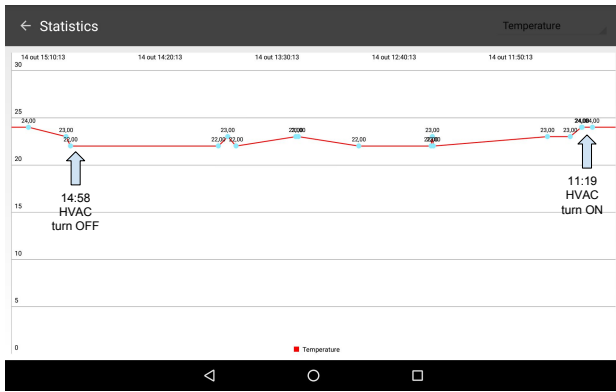 ← Statistics
Temperature
14 out 15:10:13 14 out 14:20:13 14 out 13:30:13 14 out 12:40:13 14 out 11:50:13
30
25
24,00 23,00 22,00 22,00 23,00 22,00 23,00 22,00 23,00 23,00 23,00 24,00
20
14:58
HVAC
turn OFF
11:19
HVAC
turn ON
15
10
5
0
Temperature